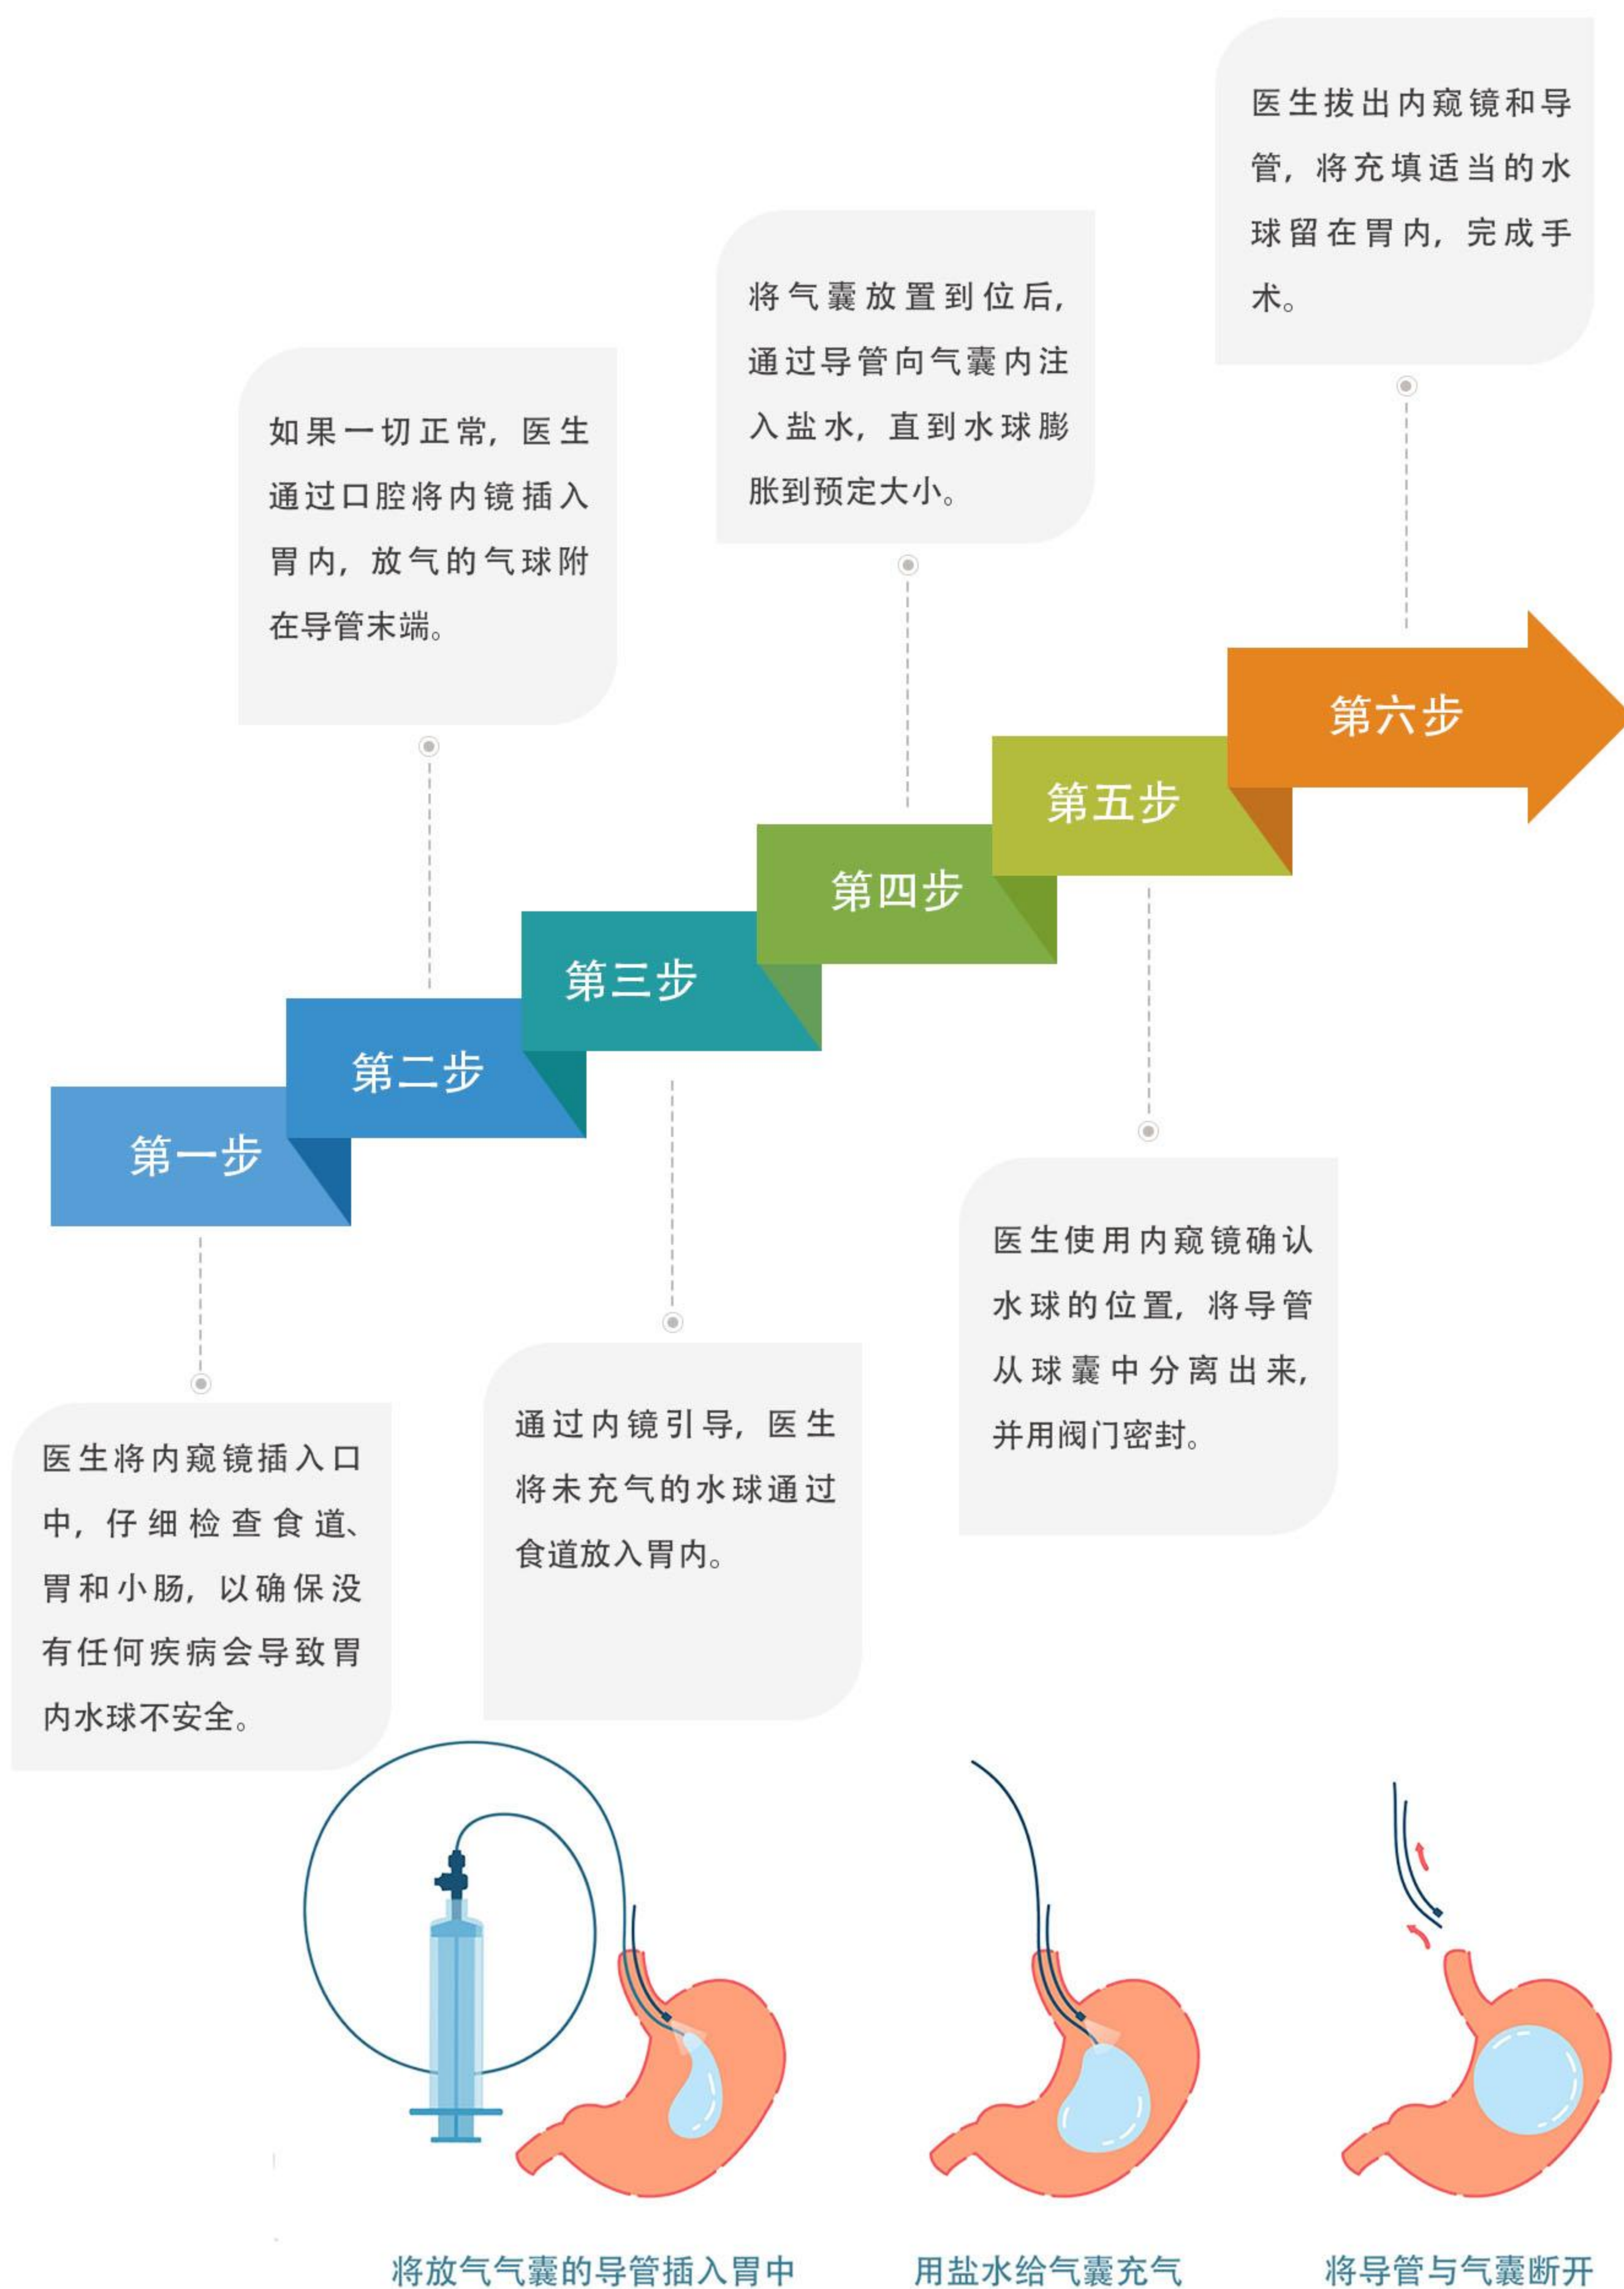 医生拔出内窥镜和导
管，将充填适当的水
球留在胃内，完成手
术。
将气囊放置到位后，
通过导管向气囊内注
入盐水，直到水球膨
胀到预定大小。
如果一切正常，医生
通过口腔将内镜插入
胃内，放气的气球附
在导管末端。
第六步
第五步
第四步
第三步
第二步
第一步
医生使用内窥镜确认
水球的位置，将导管
从球囊中分离出来，
并用阀门密封。
通过内镜引导，医生
将未充气的水球通过
食道放入胃内。
医生将内窥镜插入口
中，仔细检查食道、
胃和小肠，以确保没
有任何疾病会导致胃
内水球不安全。
将放气气囊的导管插入胃中
用盐水给气囊充气
将导管与气囊断开